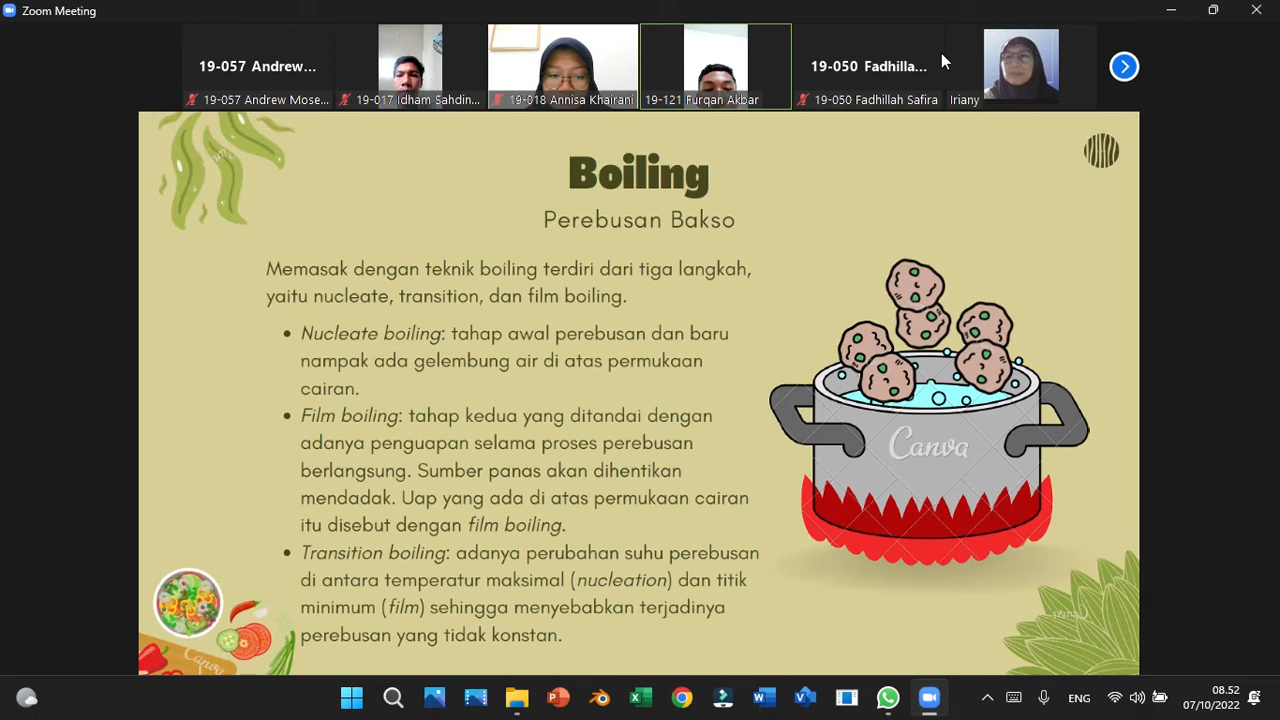 Zoom Meeting
19-057 Andrew...
19-050 Fadhilla...
19-057 Andrew Mose...
19-017 Idham Sahdin...
19-018 Annisa Khairani
19-121 Furqan Akbar
19-050 Fadhillah Safira
Iriany
Boiling
Perebusan Bakso
Memasak dengan teknik boiling terdiri dari tiga langkah,
yaitu nucleate, transition, dan film boiling.
• Nucleate boiling: tahap awal perebusan dan baru
nampak ada gelembung air di atas permukaan
cairan.
• Film boiling: tahap kedua yang ditandai dengan
adanya penguapan selama proses perebusan
berlangsung. Sumber panas akan dihentikan
mendadak. Uap yang ada di atas permukaan cairan
itu disebut dengan film boiling.
• Transition boiling: adanya perubahan suhu perebusan
di antara temperatur maksimal (nucleation) dan titik
minimum (film) sehingga menyebabkan terjadinya
perebusan yang tidak konstan.
Canva
Canva
ENG
08.52
07/10/2022